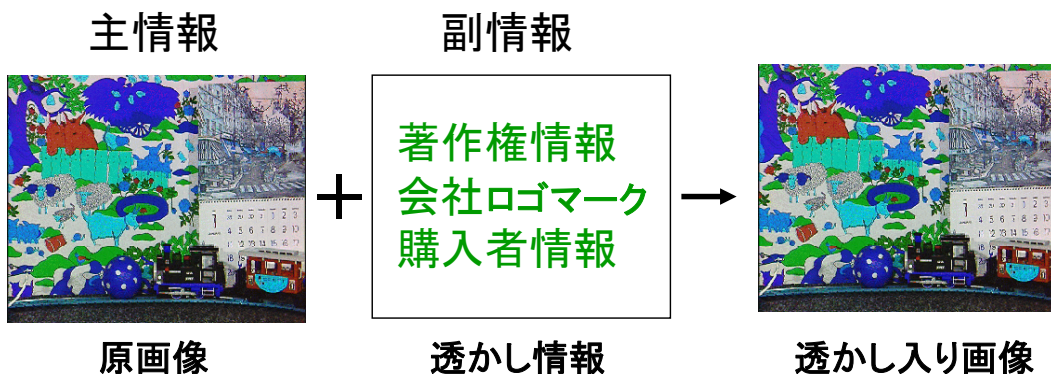 主情報
副情報
著作権情報
会社ロゴマーク
購入者情報
原画像
透かし情報
透かし入り画像